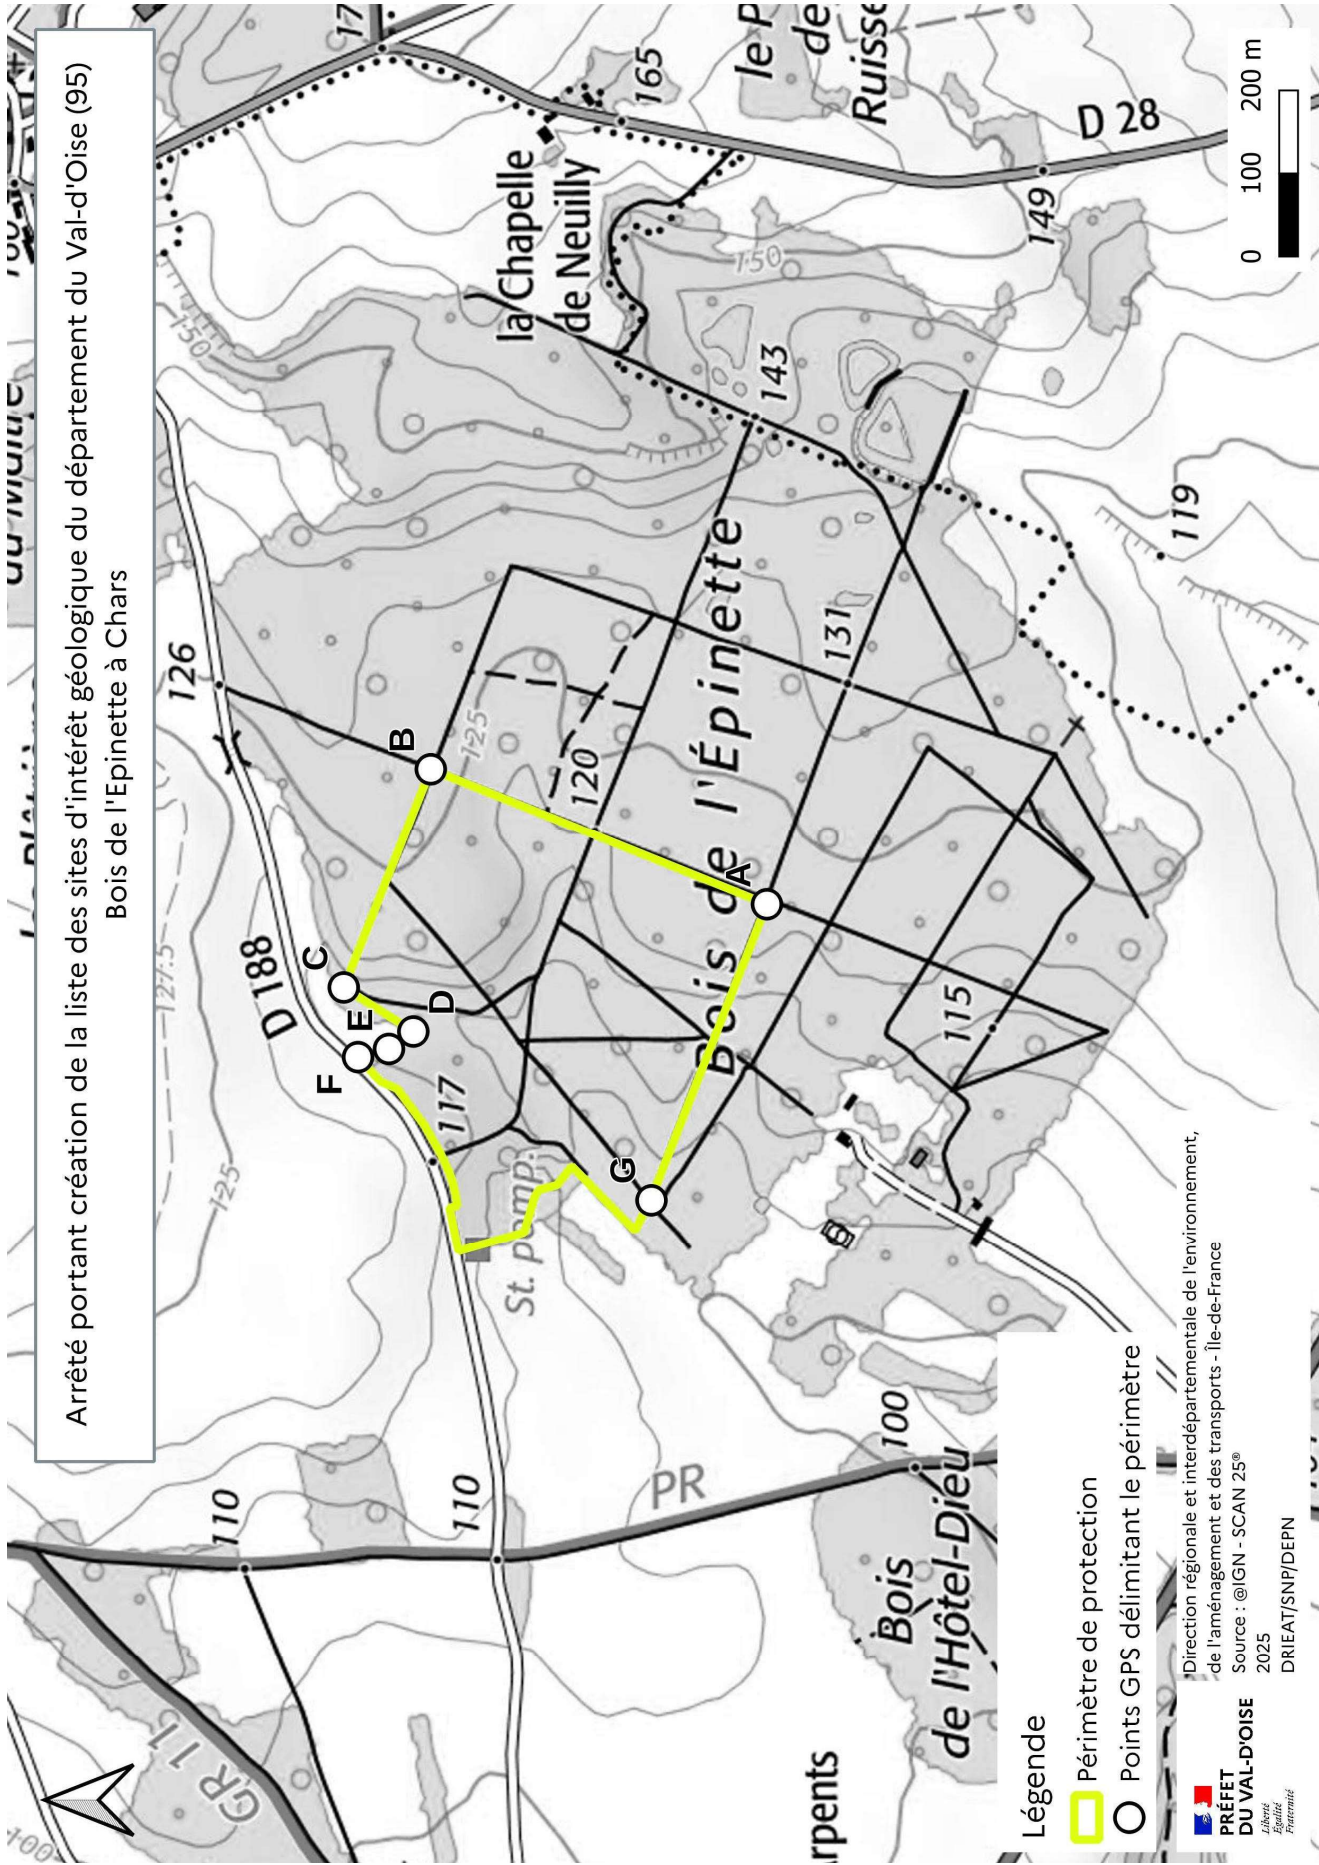 Arrêté portant création de la liste des sites d'intérêt géologique du département du Val-d'Oise (95)
Bois de l'Epinette à Chars
GR 11
110
110
PR
100
Bois
de l'Hôtel-Dieu
D 188
126
127.5
125
125
117
120
115
131
143
119
149
150
150
165
St. pomp.
Bois de l'Épinette
la Chapelle
de Neuilly
D 28
A
B
C
D
E
F
G
0 100 200 m
Légende
Périmètre de protection
Points GPS délimitant le périmètre
PRÉFET
DU VAL-D'OISE
Liberté
Égalité
Fraternité
Direction régionale et interdépartementale de l'environnement,
de l'aménagement et des transports - Île-de-France
Source : @IGN - SCAN 25®
2025
DRIEAT/SNP/DEPN